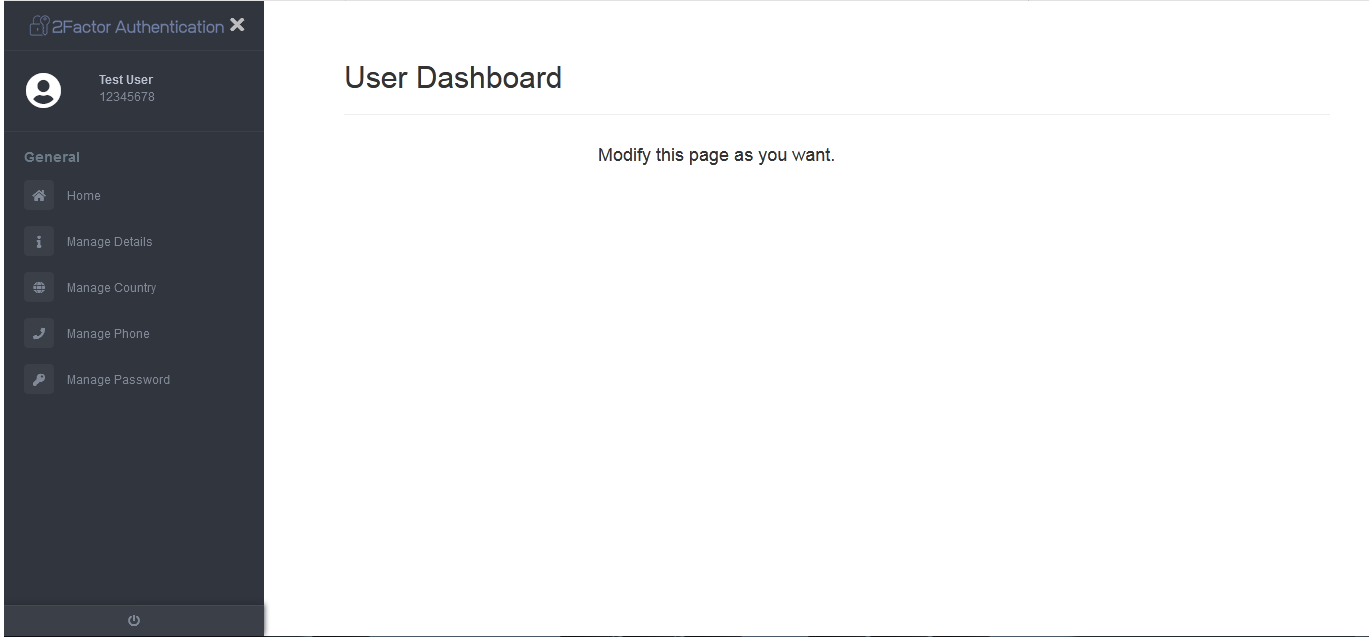 2Factor Authentication
Test User
12345678
General
Home
Manage Details
Manage Country
Manage Phone
Manage Password
User Dashboard
Modify this page as you want.